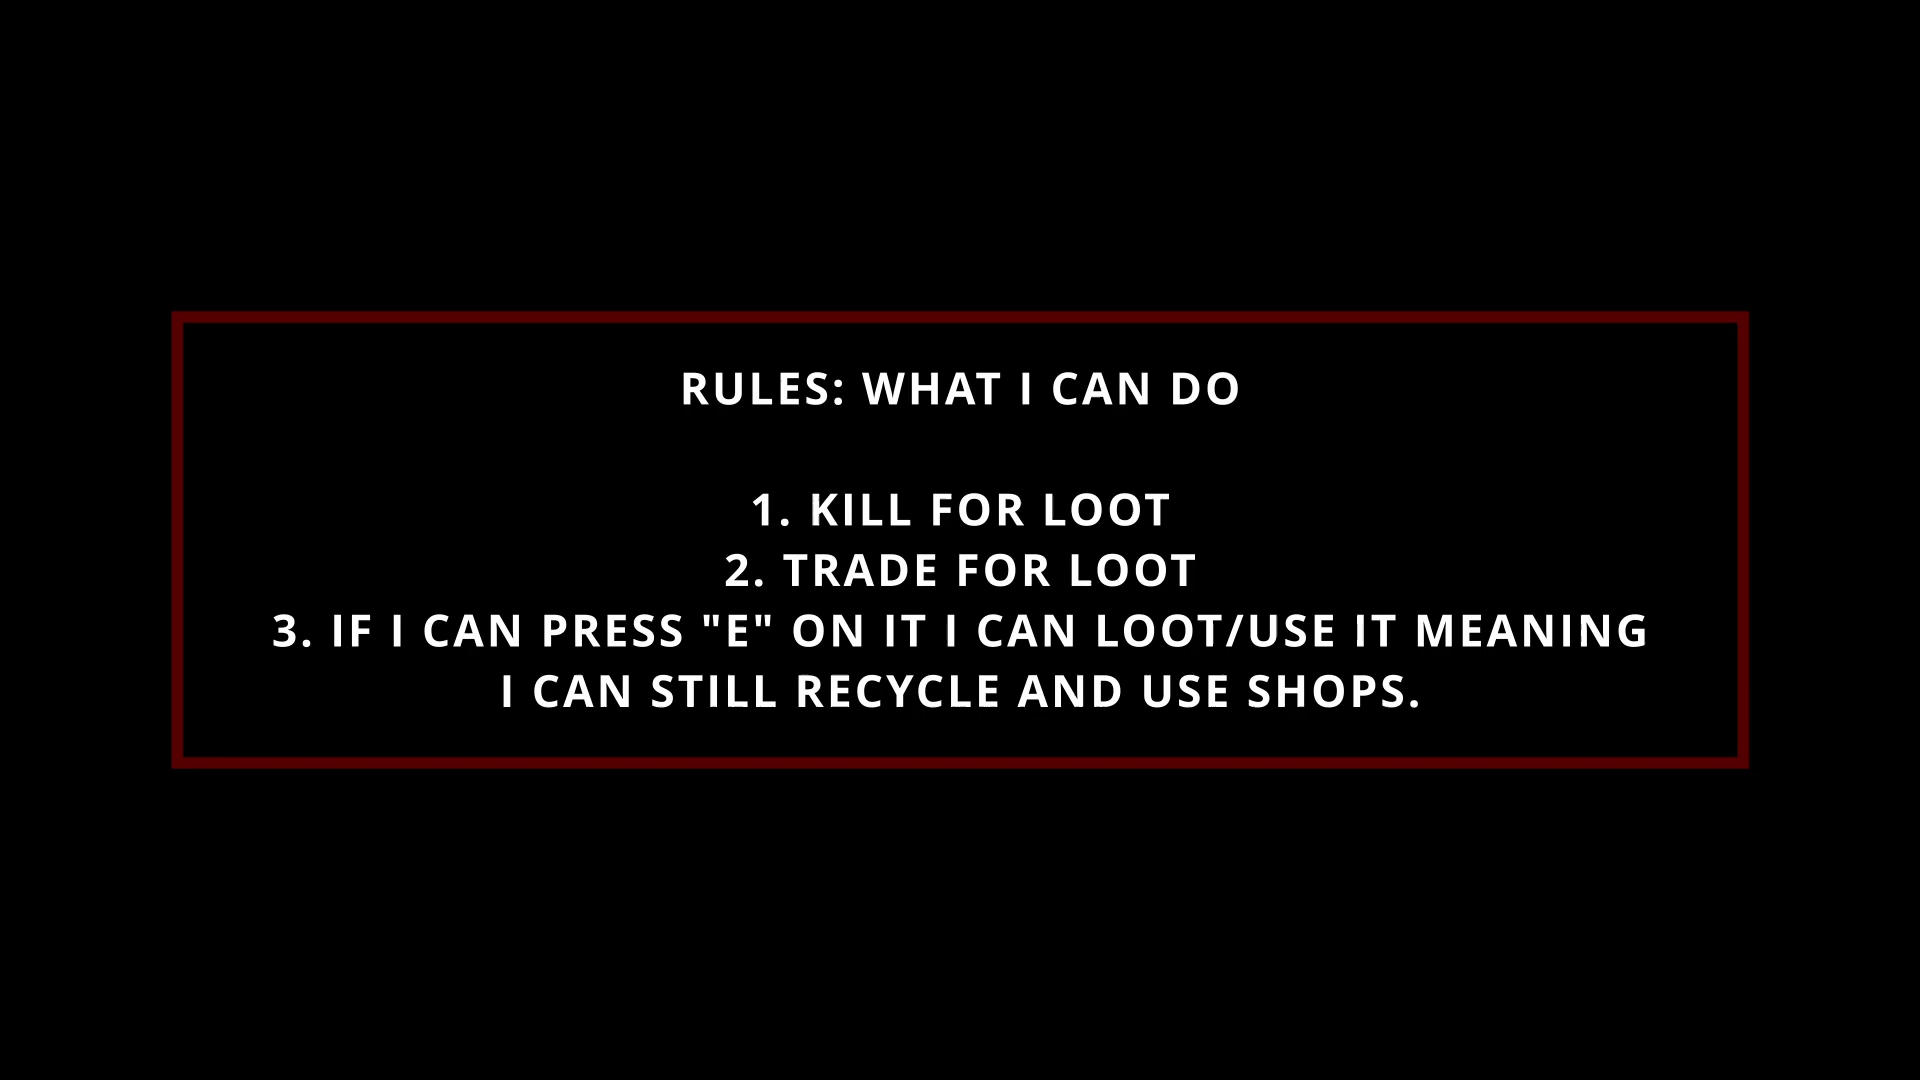 RULES: WHAT I CAN DO
1. KILL FOR LOOT
2. TRADE FOR LOOT
3. IF I CAN PRESS "E" ON IT I CAN LOOT/USE IT MEANING
I CAN STILL RECYCLE AND USE SHOPS.